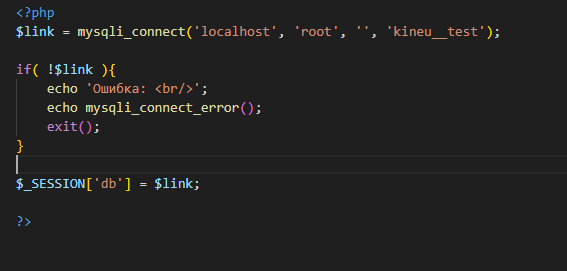 <?php
$link = mysqli_connect('localhost', 'root', '', 'kineu__test');
if( !$link ){
echo 'Ошибка: <br/>';
echo mysqli_connect_error();
exit();
}
$_SESSION['db'] = $link;
?>